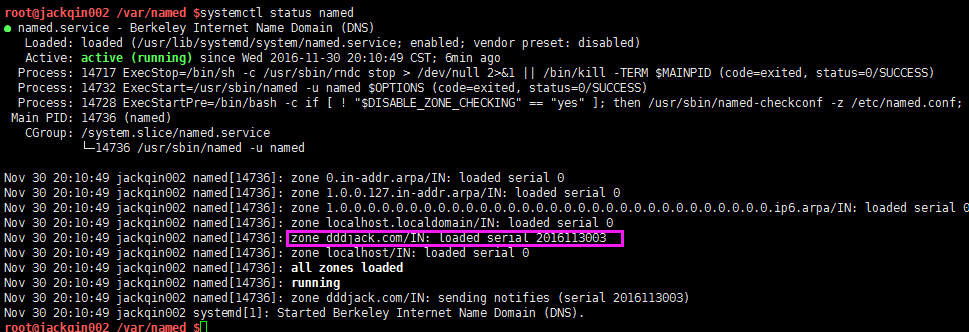 root@jackqin002 /var/named $systemctl status named
● named.service - Berkeley Internet Name Domain (DNS)
   Loaded: loaded (/usr/lib/systemd/system/named.service; enabled; vendor preset: disabled)
   Active: active (running) since Wed 2016-11-30 20:10:49 CST; 6min ago
  Process: 14717 ExecStop=/bin/sh -c /usr/sbin/rndc stop > /dev/null 2>&1 || /bin/kill -TERM $MAINPID (code=exited, status=0/SUCCESS)
  Process: 14732 ExecStart=/usr/sbin/named -u named $OPTIONS (code=exited, status=0/SUCCESS)
  Process: 14728 ExecStartPre=/bin/bash -c if [ ! "$DISABLE_ZONE_CHECKING" == "yes" ]; then /usr/sbin/named-checkconf -z /etc/named.conf;
 Main PID: 14736 (named)
   CGroup: /system.slice/named.service
           └─14736 /usr/sbin/named -u named
Nov 30 20:10:49 jackqin002 named[14736]: zone 0.in-addr.arpa/IN: loaded serial 0
Nov 30 20:10:49 jackqin002 named[14736]: zone 1.0.0.127.in-addr.arpa/IN: loaded serial 0
Nov 30 20:10:49 jackqin002 named[14736]: zone 1.0.0.0.0.0.0.0.0.0.0.0.0.0.0.0.0.0.0.0.0.0.0.0.0.0.0.0.0.0.0.0.ip6.arpa/IN: loaded serial 0
Nov 30 20:10:49 jackqin002 named[14736]: zone localhost.localdomain/IN: loaded serial 0
Nov 30 20:10:49 jackqin002 named[14736]: zone dddjack.com/IN: loaded serial 2016113003
Nov 30 20:10:49 jackqin002 named[14736]: zone localhost/IN: loaded serial 0
Nov 30 20:10:49 jackqin002 named[14736]: all zones loaded
Nov 30 20:10:49 jackqin002 named[14736]: running
Nov 30 20:10:49 jackqin002 named[14736]: zone dddjack.com/IN: sending notifies (serial 2016113003)
Nov 30 20:10:49 jackqin002 systemd[1]: Started Berkeley Internet Name Domain (DNS).
root@jackqin002 /var/named $